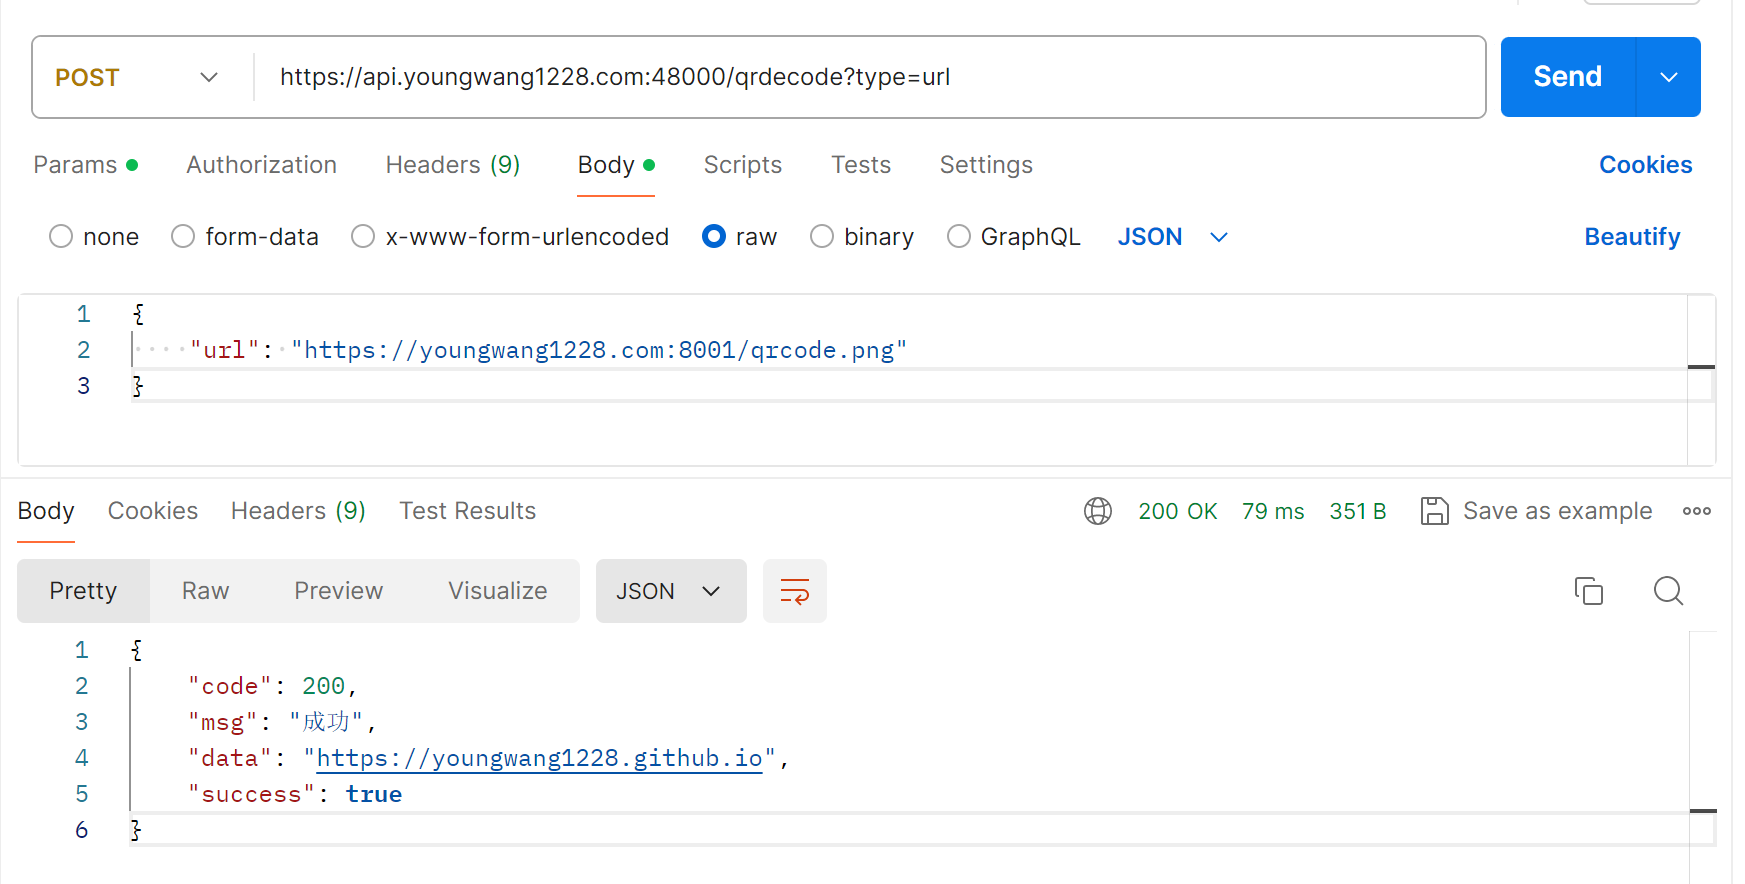 POST https://api.youngwang1228.com:48000/qrdecode?type=url Send
Params Authorization Headers (9) Body Scripts Tests Settings Cookies
none form-data x-www-form-urlencoded raw binary GraphQL JSON Beautify
1 {
2 "url": "https://youngwang1228.com:8001/qrcode.png"
3 }
Body Cookies Headers (9) Test Results 200 OK 79 ms 351 B Save as example
Pretty Raw Preview Visualize JSON
1 {
2 "code": 200,
3 "msg": "成功",
4 "data": "https://youngwang1228.github.io",
5 "success": true
6 }